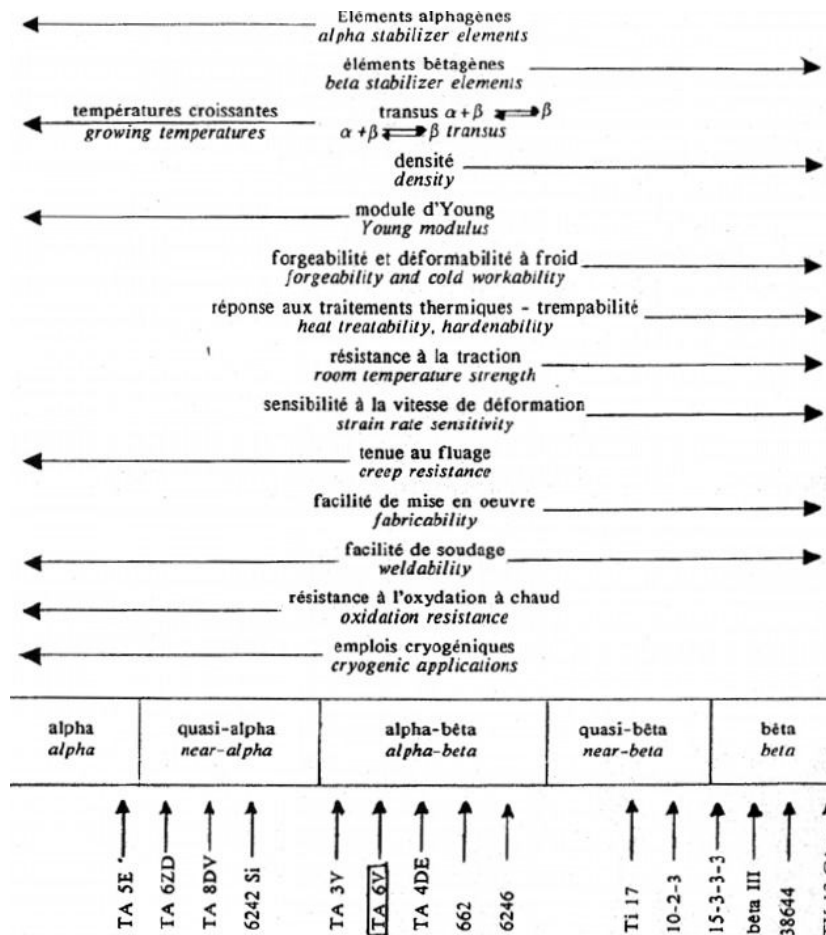 Eléments alphagènes
alpha stabilizer elements
éléments bêtagènes
beta stabilizer elements
températures croissantes transus α + β ⇌ β
growing temperatures α + β ⇌ β transus
densité
density
module d'Young
Young modulus
forgeabilité et déformabilité à froid
forgeability and cold workability
réponse aux traitements thermiques - trempabilité
heat treatability, hardenability
résistance à la traction
room temperature strength
sensibilité à la vitesse de déformation
strain rate sensitivity
tenue au fluage
creep resistance
facilité de mise en oeuvre
fabricability
facilité de soudage
weldability
résistance à l'oxydation à chaud
oxidation resistance
emplois cryogéniques
cryogenic applications
alpha quasi-alpha alpha-bêta quasi-bêta bêta
alpha near-alpha alpha-beta near-beta beta
TA 5E
TA 6ZD
TA 8DV
6242 Si
TA 3V
TA 6V
TA 4DE
662
6246
Ti 17
10-2-3
15-3-3-3
bêta III
38644